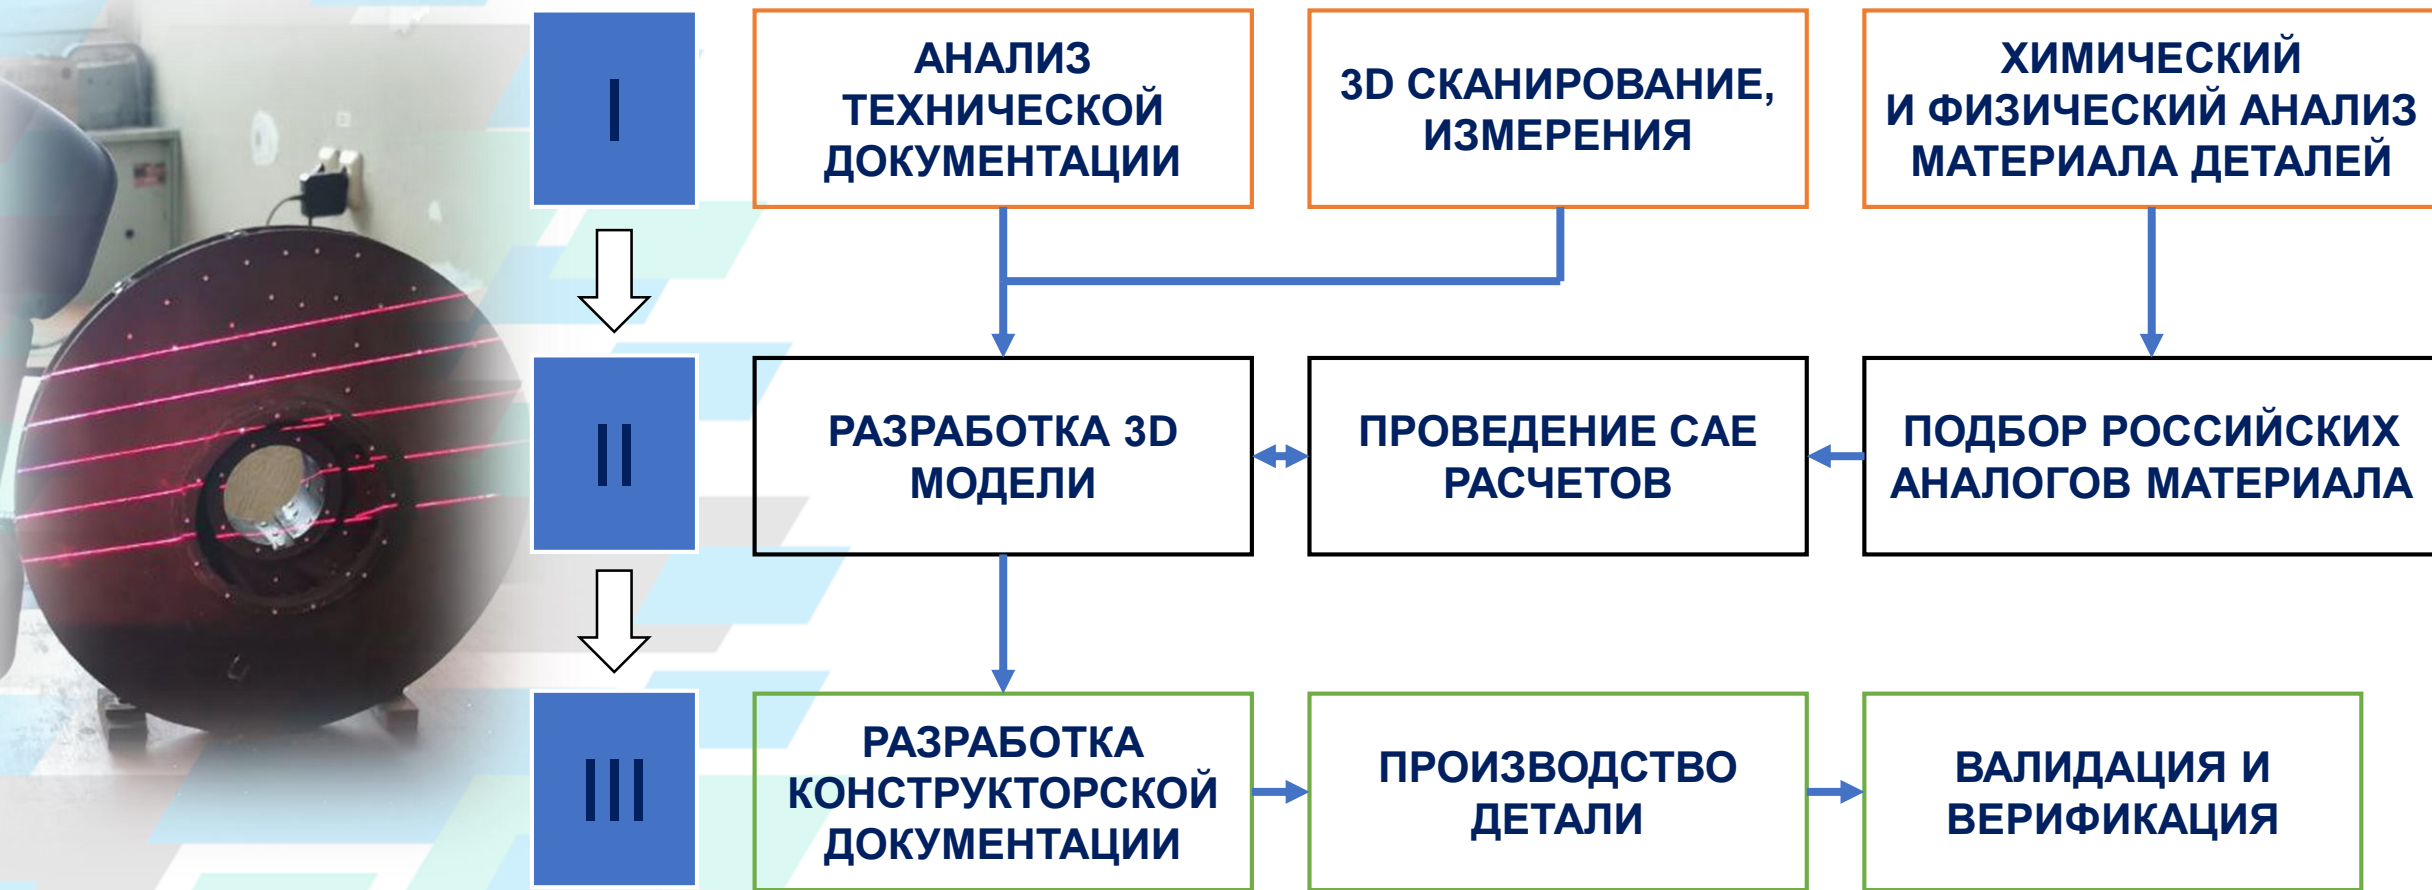 I
АНАЛИЗ
ТЕХНИЧЕСКОЙ
ДОКУМЕНТАЦИИ
3D СКАНИРОВАНИЕ,
ИЗМЕРЕНИЯ
ХИМИЧЕСКИЙ
И ФИЗИЧЕСКИЙ АНАЛИЗ
МАТЕРИАЛА ДЕТАЛЕЙ
II
РАЗРАБОТКА 3D
МОДЕЛИ
ПРОВЕДЕНИЕ САЕ
РАСЧЕТОВ
ПОДБОР РОССИЙСКИХ
АНАЛОГОВ МАТЕРИАЛА
III
РАЗРАБОТКА
КОНСТРУКТОРСКОЙ
ДОКУМЕНТАЦИИ
ПРОИЗВОДСТВО
ДЕТАЛИ
ВАЛИДАЦИЯ И
ВЕРИФИКАЦИЯ